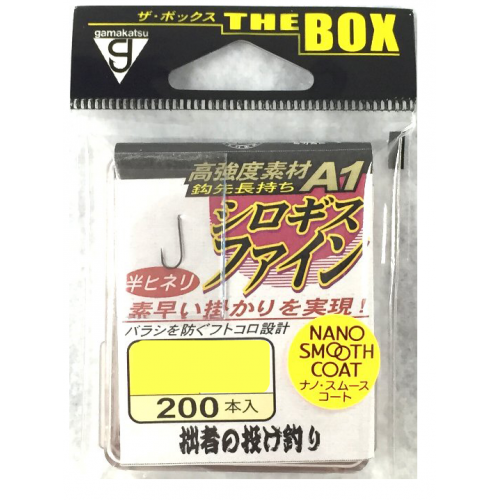 ザ・ボックス THE BOX
gamakatsu
高強度素材
鈎先長持ち A1
シロギス
ファイン
半ヒネリ
素早い掛かりを実現!
バラシを防ぐフトコロ設計
NANO
SMOOTH
COAT
ナノ・スムース
コート
200本入
拙者の投げ釣り